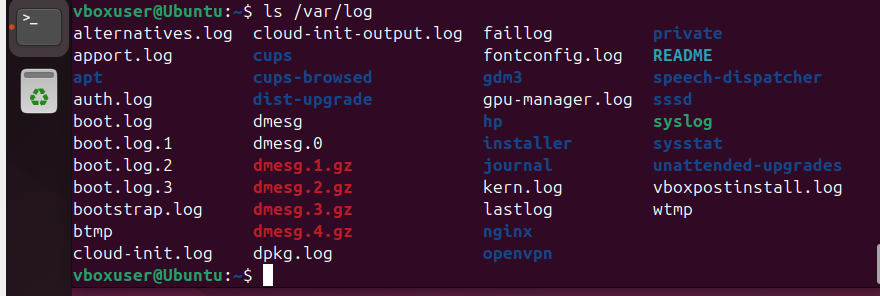 vboxuser@Ubuntu:~$ ls /var/log
alternatives.log cloud-init-output.log faillog private
apport.log cups fontconfig.log README
apt cups-browsed gdm3 speech-dispatcher
auth.log dist-upgrade gpu-manager.log sssd
boot.log dmesg hp syslog
boot.log.1 dmesg.0 installer sysstat
boot.log.2 dmesg.1.gz journal unattended-upgrades
boot.log.3 dmesg.2.gz kern.log vboxpostinstall.log
bootstrap.log dmesg.3.gz lastlog wtmp
btmp dmesg.4.gz nginx
cloud-init.log dpkg.log openvpn
vboxuser@Ubuntu:~$